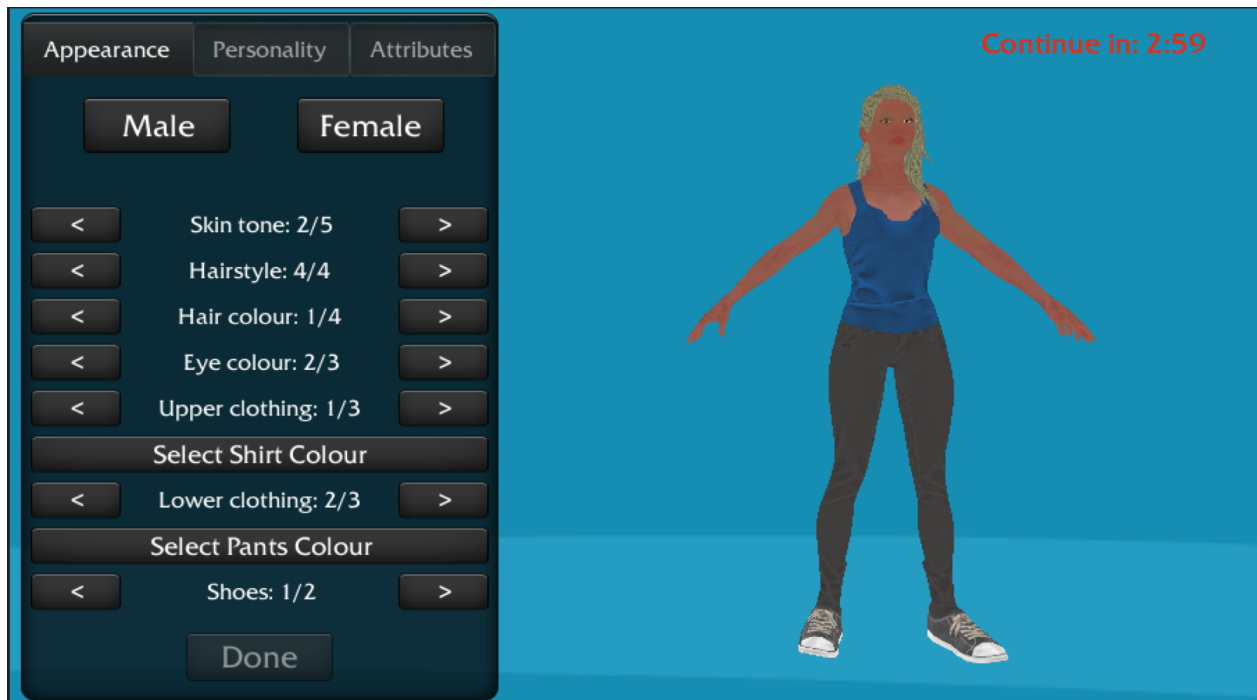 Appearance Personality Attributes
Continue in: 2:59
Male Female
< Skin tone: 2/5 >
< Hairstyle: 4/4 >
< Hair colour: 1/4 >
< Eye colour: 2/3 >
< Upper clothing: 1/3 >
Select Shirt Colour
< Lower clothing: 2/3 >
Select Pants Colour
< Shoes: 1/2 >
Done